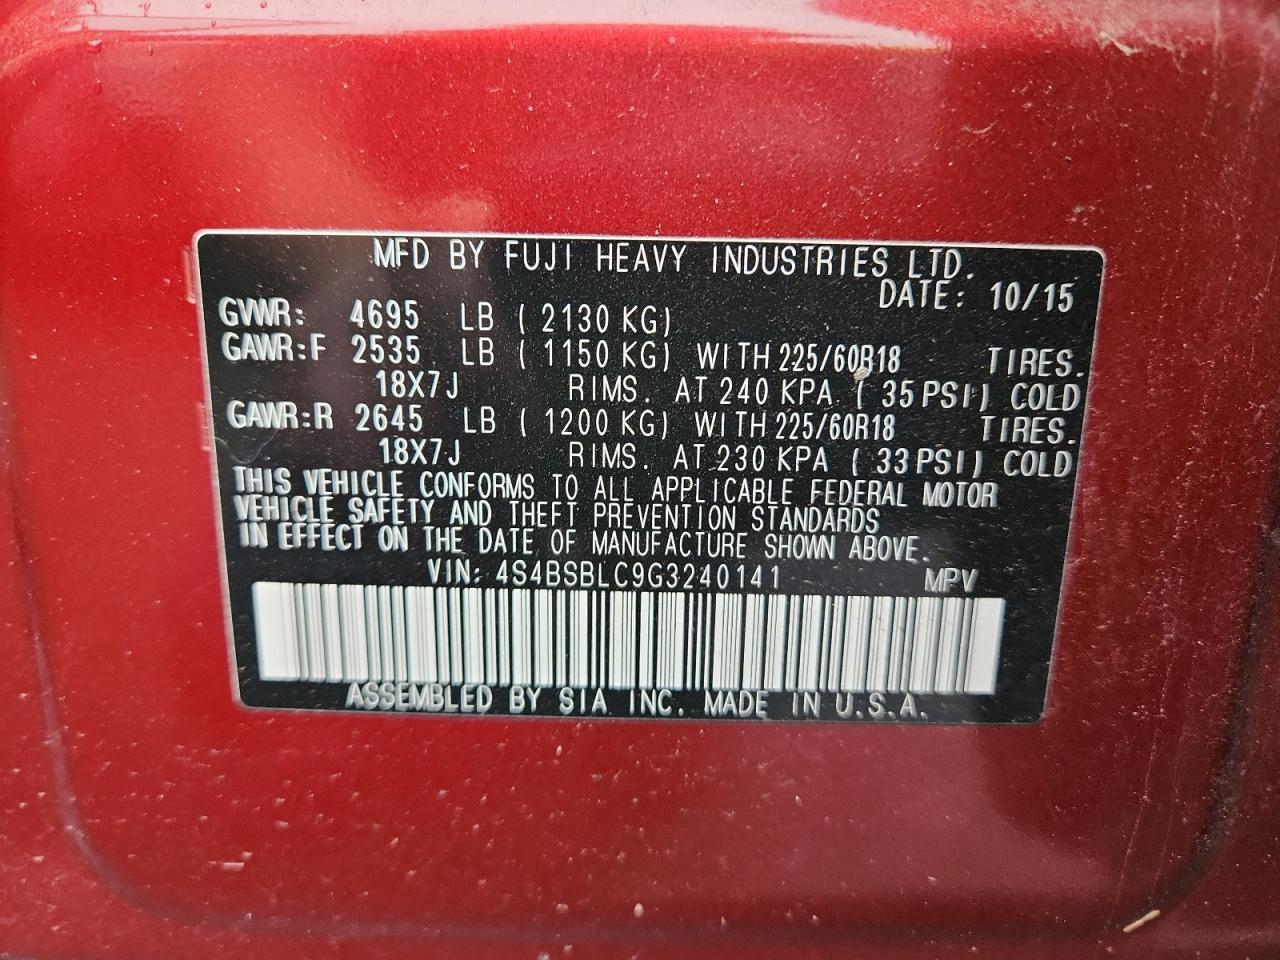 MFD BY FUJI HEAVY INDUSTRIES LTD.
DATE: 10/15
GVWR: 4695 LB ( 2130 KG)
GAWR:F 2535 LB ( 1150 KG) WITH 225/60R18 TIRES.
18X7J RIMS. AT 240 KPA ( 35 PSI) COLD
GAWR:R 2645 LB ( 1200 KG) WITH 225/60R18 TIRES.
18X7J RIMS. AT 230 KPA ( 33 PSI) COLD
THIS VEHICLE CONFORMS TO ALL APPLICABLE FEDERAL MOTOR
VEHICLE SAFETY AND THEFT PREVENTION STANDARDS
IN EFFECT ON THE DATE OF MANUFACTURE SHOWN ABOVE.
VIN: 4S4BSBLC9G3240141 MPV
ASSEMBLED BY SIA INC. MADE IN U.S.A.